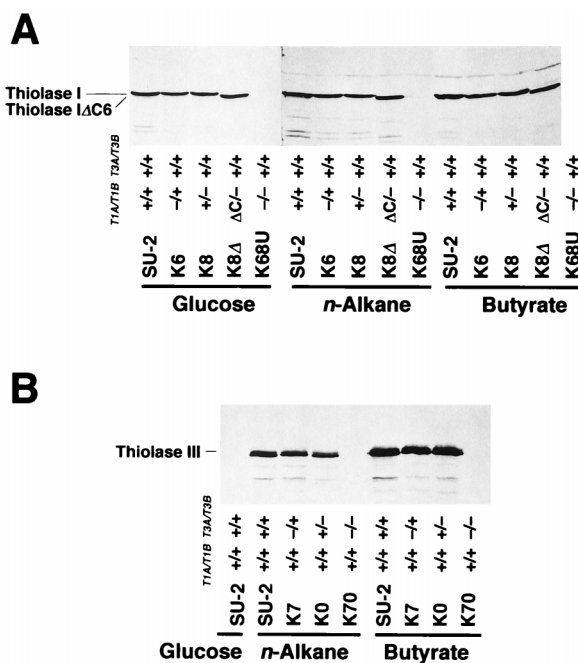 A
Thiolase I
Thiolase IΔC6
T1A/T1B T3A/T3B
+/+ +/+
−/+ +/+
+/− +/+
ΔC/− +/+
−/− +/+
+/+ +/+
−/+ +/+
+/− +/+
ΔC/− +/+
−/− +/+
+/+ +/+
−/+ +/+
+/− +/+
ΔC/− +/+
−/− +/+
SU-2 K6 K8 K8Δ K68U SU-2 K6 K8 K8Δ K68U SU-2 K6 K8 K8Δ K68U
Glucose n-Alkane Butyrate
B
Thiolase III
T1A/T1B T3A/T3B
+/+ +/+
+/+ +/+
+/+ −/+
+/+ +/−
+/+ −/−
+/+ +/+
+/+ −/+
+/+ +/−
+/+ −/−
SU-2 SU-2 K7 K0 K70 SU-2 K7 K0 K70
Glucose n-Alkane Butyrate